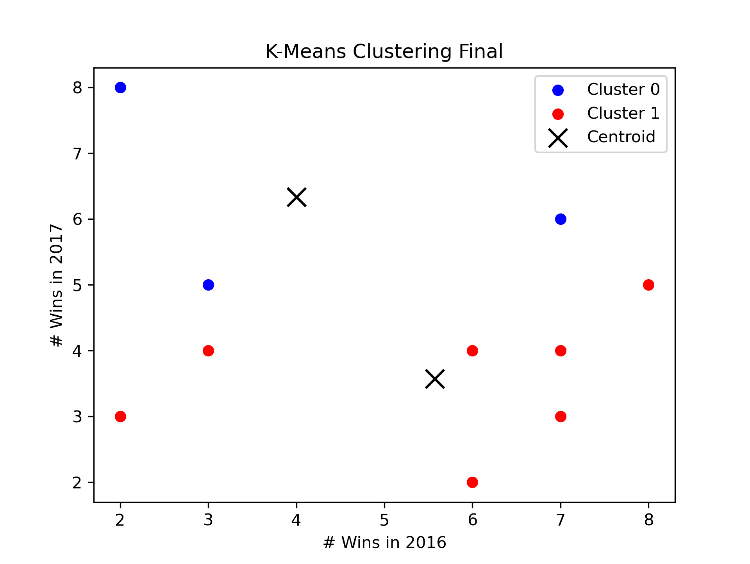 K-Means Clustering Final
Cluster 0
Cluster 1
Centroid
8
7
6
5
4
3
2
# Wins in 2017
2 3 4 5 6 7 8
# Wins in 2016